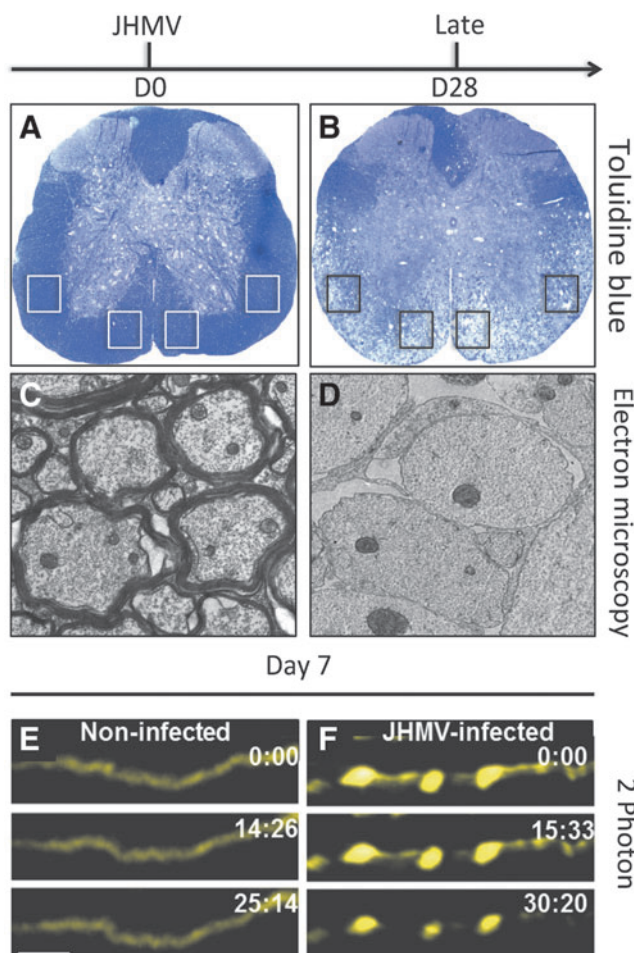 JHMV Late
D0 D28
A B
Toluidine blue
C D
Electron microscopy
Day 7
E Non-infected F JHMV-infected
0:00 0:00
14:26 15:33
25:14 30:20
2 Photon